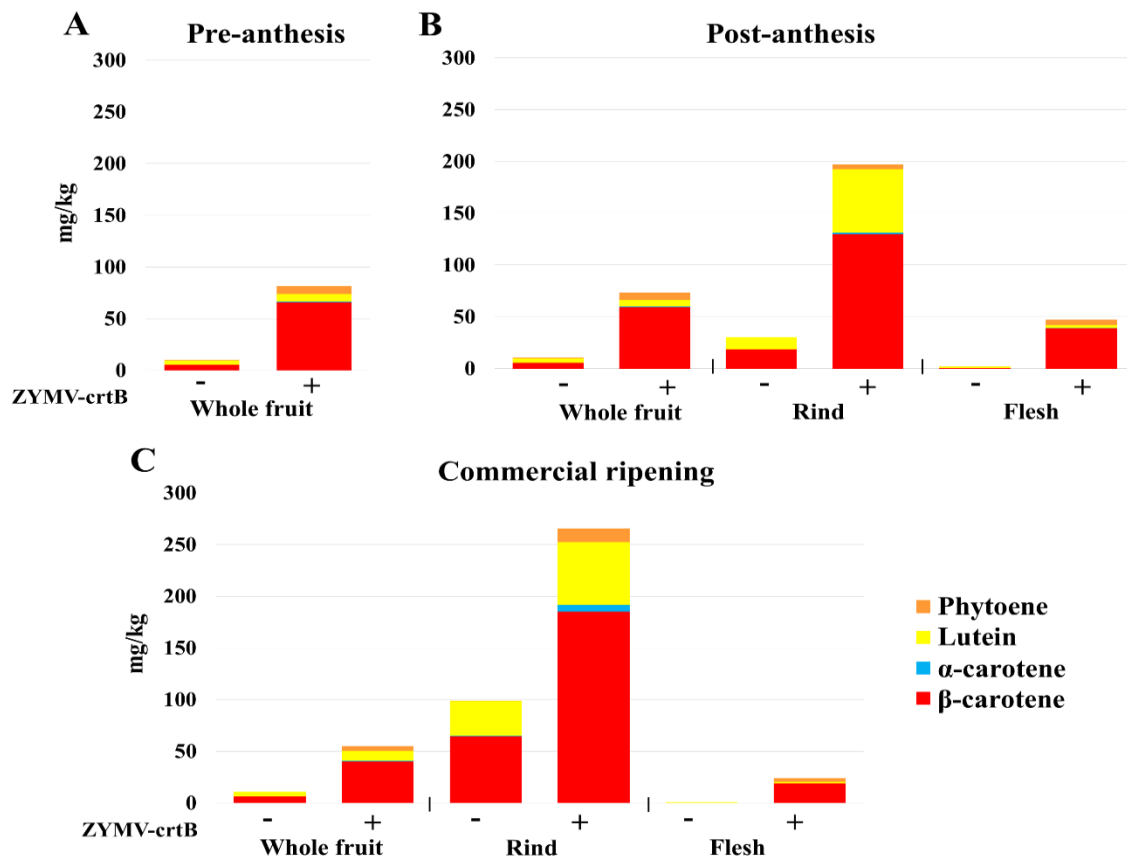 A
Pre-anthesis
300
250
200
150
100
50
0
mg/kg
- +
ZYMV-crtB
Whole fruit
B
Post-anthesis
300
250
200
150
100
50
0
- + - + - +
Whole fruit Rind Flesh
C
Commercial ripening
300
250
200
150
100
50
0
mg/kg
- + - + - +
ZYMV-crtB
Whole fruit Rind Flesh
Phytoene
Lutein
α-carotene
β-carotene